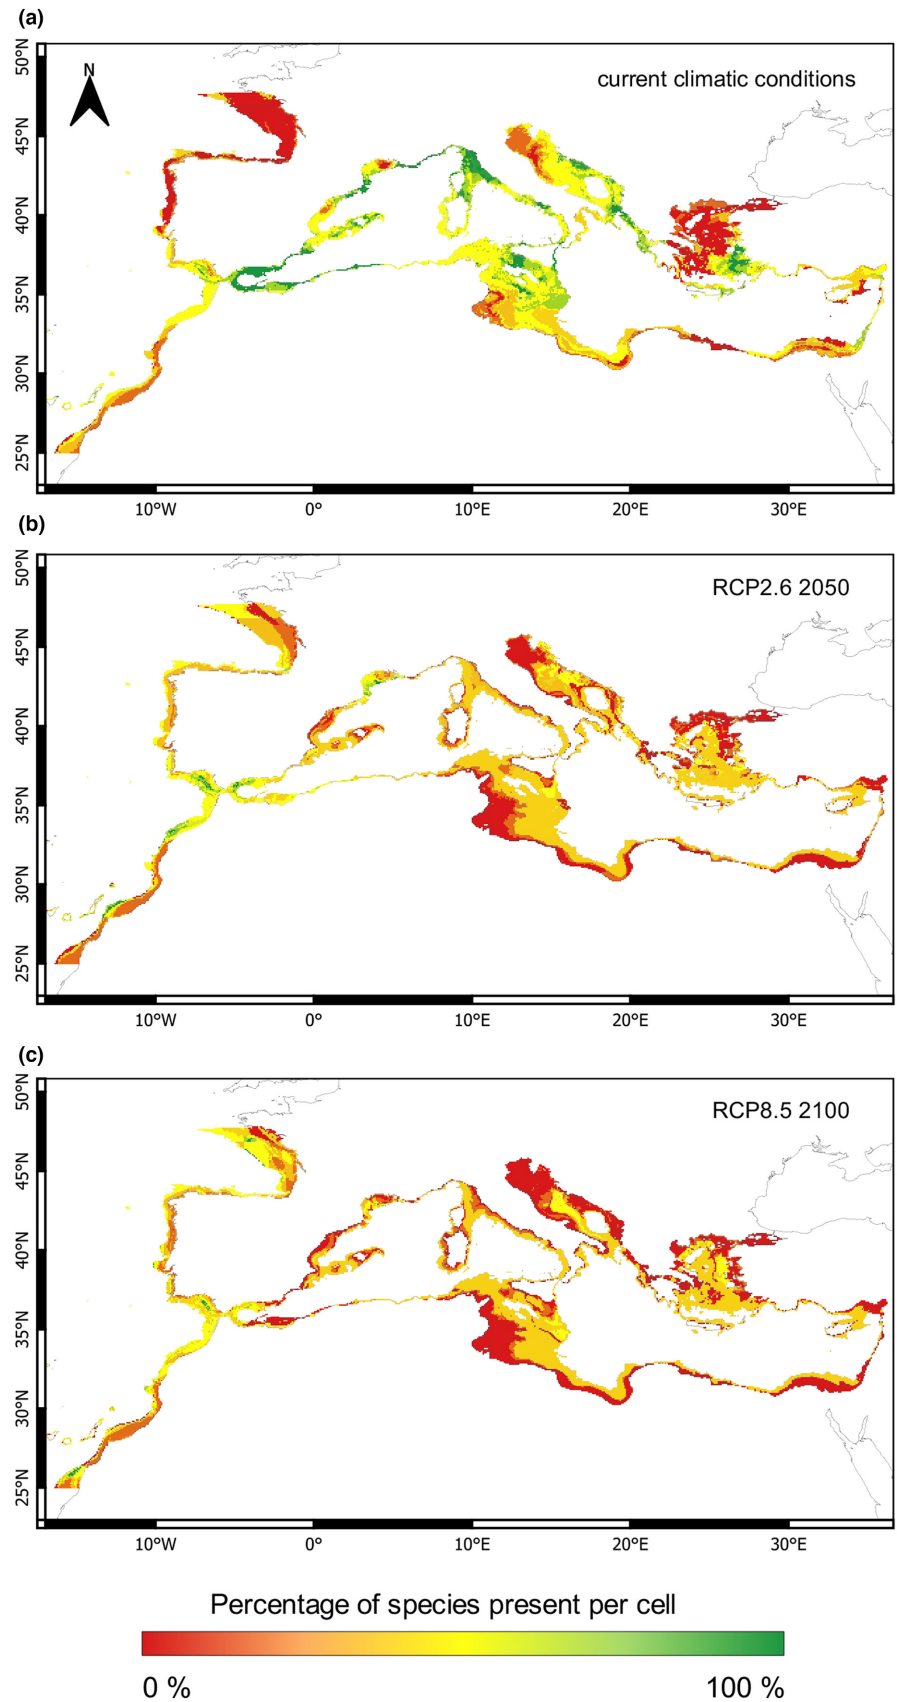 (a)
N
current climatic conditions
50°N
45°N
40°N
35°N
30°N
25°N
10°W 0° 10°E 20°E 30°E
(b)
RCP2.6 2050
50°N
45°N
40°N
35°N
30°N
25°N
10°W 0° 10°E 20°E 30°E
(c)
RCP8.5 2100
50°N
45°N
40°N
35°N
30°N
25°N
10°W 0° 10°E 20°E 30°E
Percentage of species present per cell
0 % 100 %